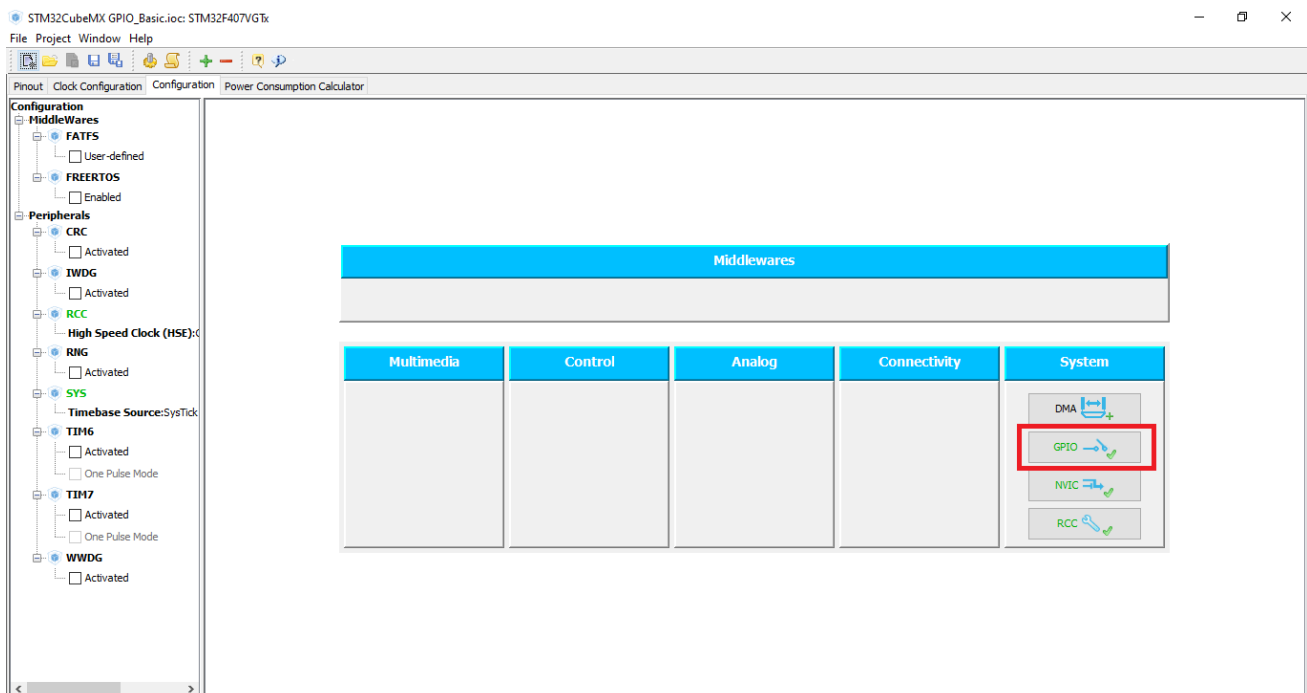 STM32CubeMX GPIO_Basic.ioc: STM32F407VGTx
File Project Window Help
Pinout Clock Configuration Configuration Power Consumption Calculator
Configuration
MiddleWares
FATFS
User-defined
FREERTOS
Enabled
Peripherals
CRC
Activated
IWDG
Activated
RCC
High Speed Clock (HSE):
RNG
Activated
SYS
Timebase Source:SysTick
TIM6
Activated
One Pulse Mode
TIM7
Activated
One Pulse Mode
WWDG
Activated
Middlewares
Multimedia Control Analog Connectivity System
DMA
GPIO
NVIC
RCC